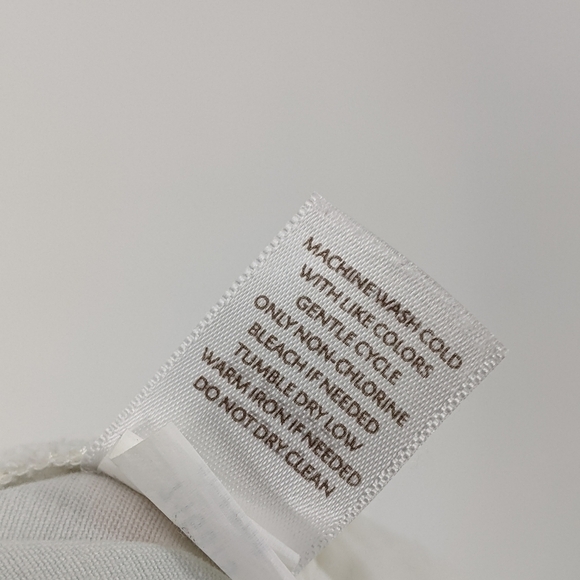 MACHINE WASH COLD
WITH LIKE COLORS
GENTLE CYCLE
ONLY NON-CHLORINE
BLEACH IF NEEDED
TUMBLE DRY LOW
WARM IRON IF NEEDED
DO NOT DRY CLEAN